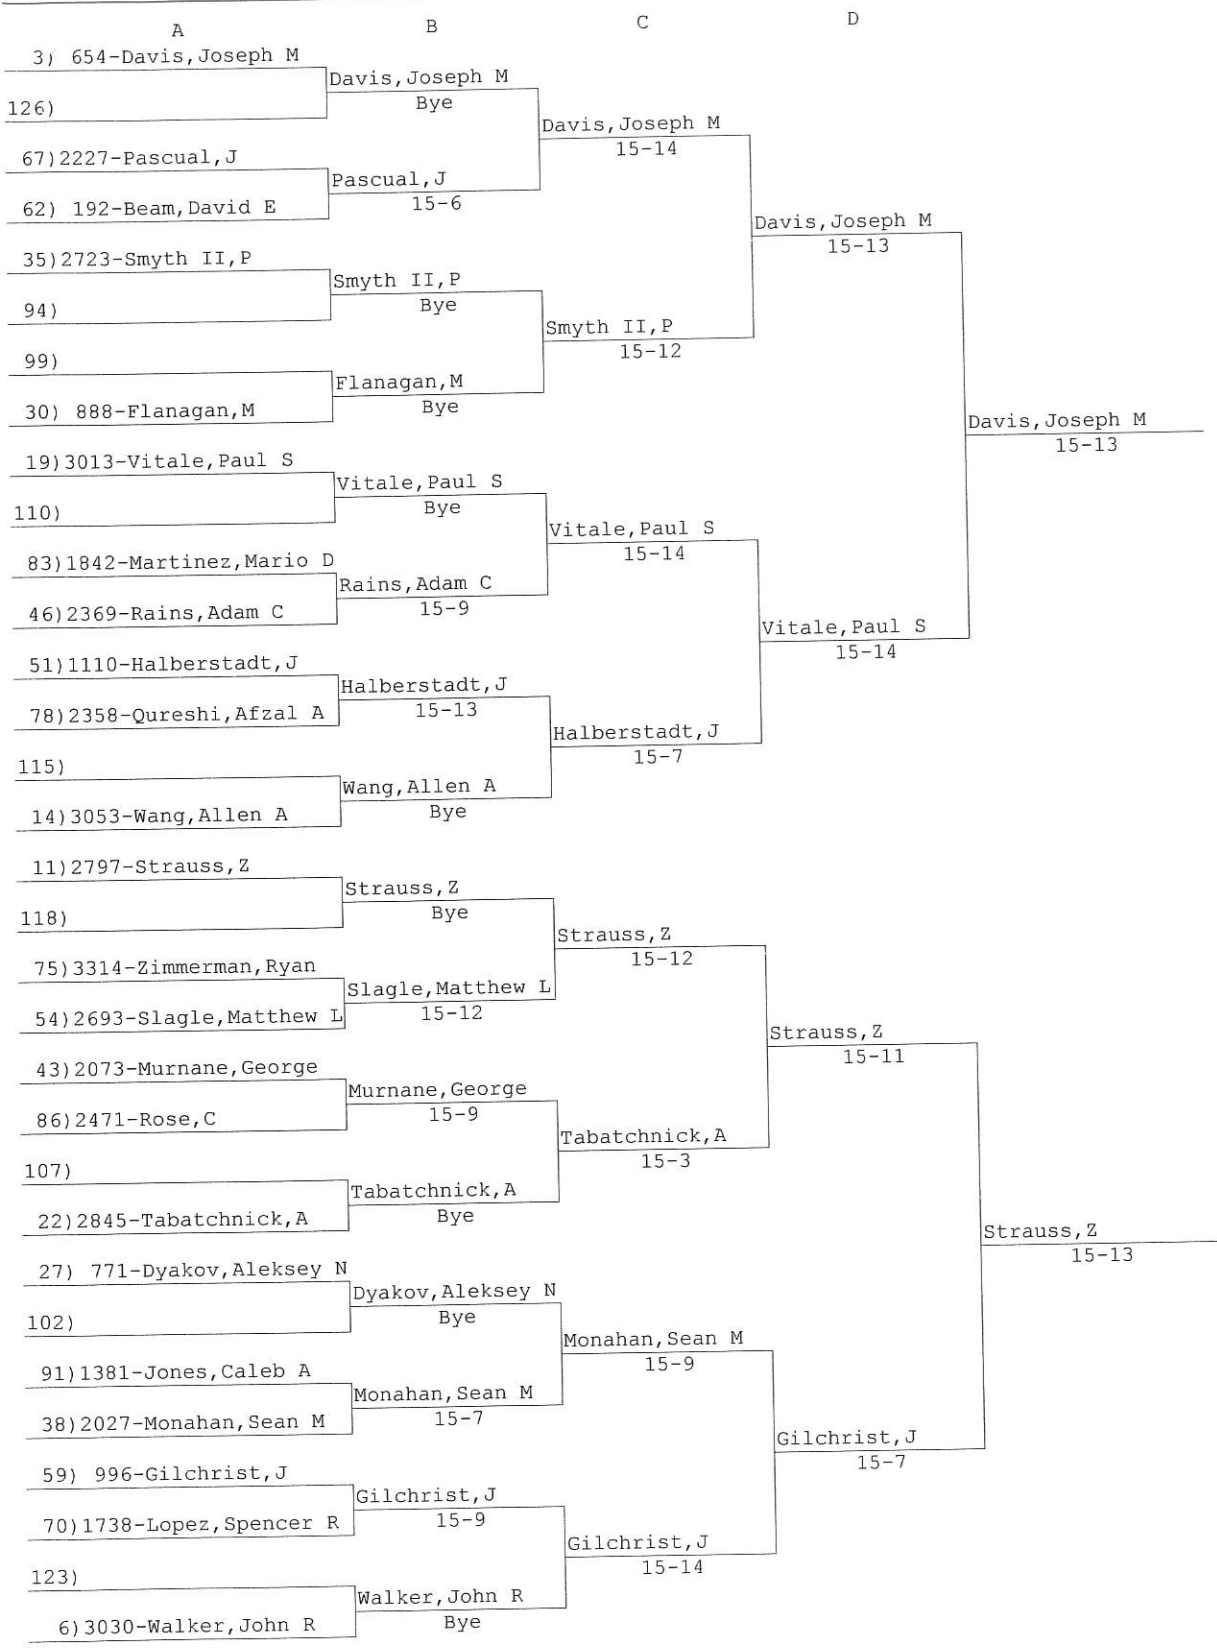 A B C D
3) 654-Davis,Joseph M
Davis,Joseph M
Bye
126)
Davis,Joseph M
15-14
67)2227-Pascual,J
Pascual,J
15-6
62) 192-Beam,David E
Davis,Joseph M
15-13
35)2723-Smyth II,P
Smyth II,P
Bye
94)
Smyth II,P
15-12
99)
Flanagan,M
Bye
30) 888-Flanagan,M
Davis,Joseph M
15-13
19)3013-Vitale,Paul S
Vitale,Paul S
Bye
110)
Vitale,Paul S
15-14
83)1842-Martinez,Mario D
Rains,Adam C
15-9
46)2369-Rains,Adam C
Vitale,Paul S
15-14
51)1110-Halberstadt,J
Halberstadt,J
15-13
78)2358-Qureshi,Afzal A
Halberstadt,J
15-7
115)
Wang,Allen A
Bye
14)3053-Wang,Allen A
11)2797-Strauss,Z
Strauss,Z
Bye
118)
Strauss,Z
15-12
75)3314-Zimmerman,Ryan
Slagle,Matthew L
15-12
54)2693-Slagle,Matthew L
Strauss,Z
15-11
43)2073-Murnane,George
Murnane,George
15-9
86)2471-Rose,C
Tabatchnick,A
15-3
107)
Tabatchnick,A
Bye
22)2845-Tabatchnick,A
Strauss,Z
15-13
27) 771-Dyakov,Aleksey N
Dyakov,Aleksey N
Bye
102)
Monahan,Sean M
15-9
91)1381-Jones,Caleb A
Monahan,Sean M
15-7
38)2027-Monahan,Sean M
Gilchrist,J
15-7
59) 996-Gilchrist,J
Gilchrist,J
15-9
70)1738-Lopez,Spencer R
Gilchrist,J
15-14
123)
Walker,John R
Bye
6)3030-Walker,John R